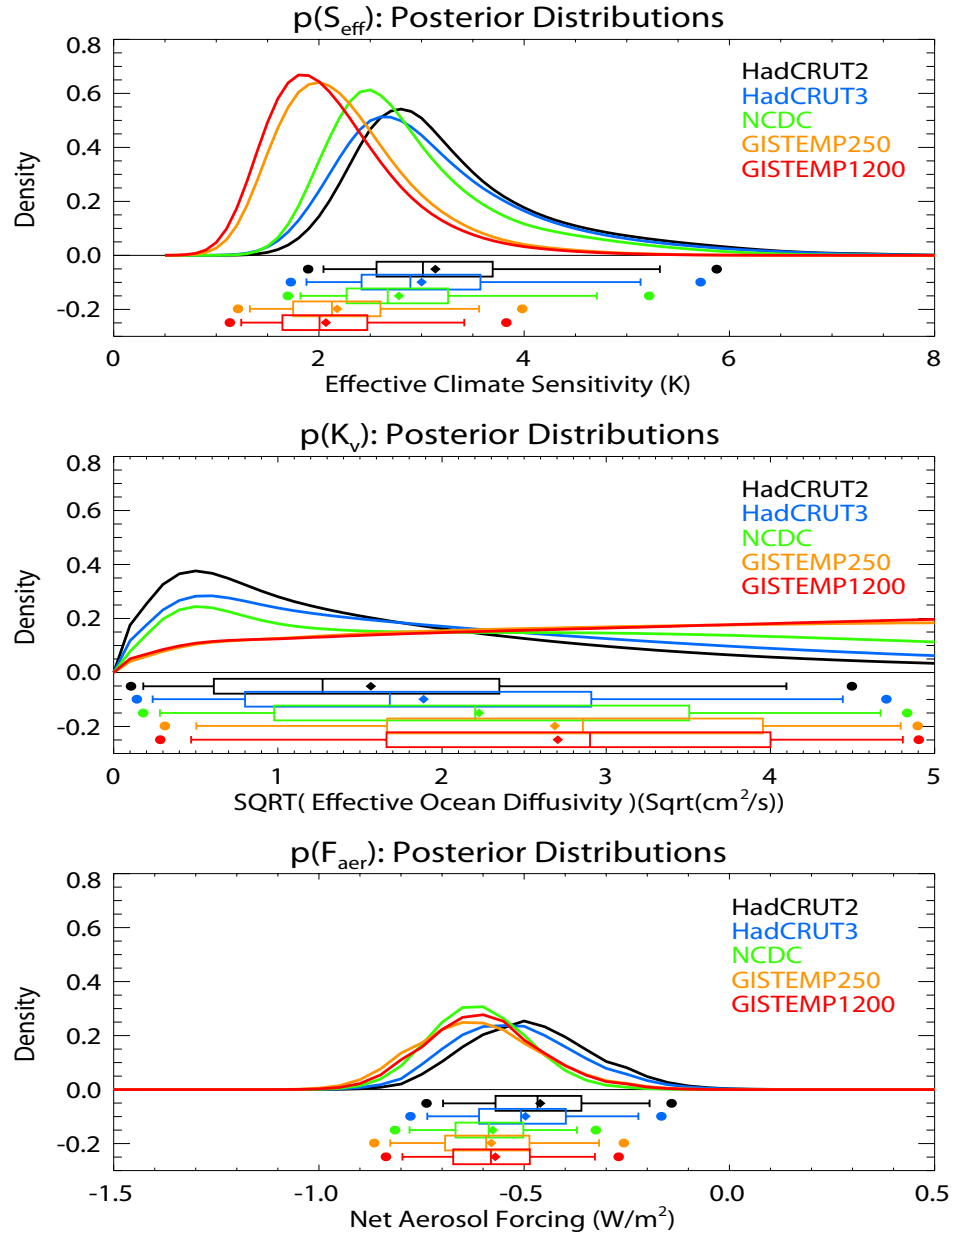 p(S_eff): Posterior Distributions
0.8
HadCRUT2
0.6
HadCRUT3
NCDC
GISTEMP250
0.4
GISTEMP1200
Density
0.2
0.0
-0.2
0 2 4 6 8
Effective Climate Sensitivity (K)
p(K_v): Posterior Distributions
0.8
HadCRUT2
0.6
HadCRUT3
NCDC
GISTEMP250
0.4
GISTEMP1200
Density
0.2
0.0
-0.2
0 1 2 3 4 5
SQRT( Effective Ocean Diffusivity )(Sqrt(cm²/s))
p(F_aer): Posterior Distributions
0.8
HadCRUT2
HadCRUT3
0.6
NCDC
GISTEMP250
0.4
GISTEMP1200
Density
0.2
0.0
-0.2
-1.5 -1.0 -0.5 0.0 0.5
Net Aerosol Forcing (W/m²)